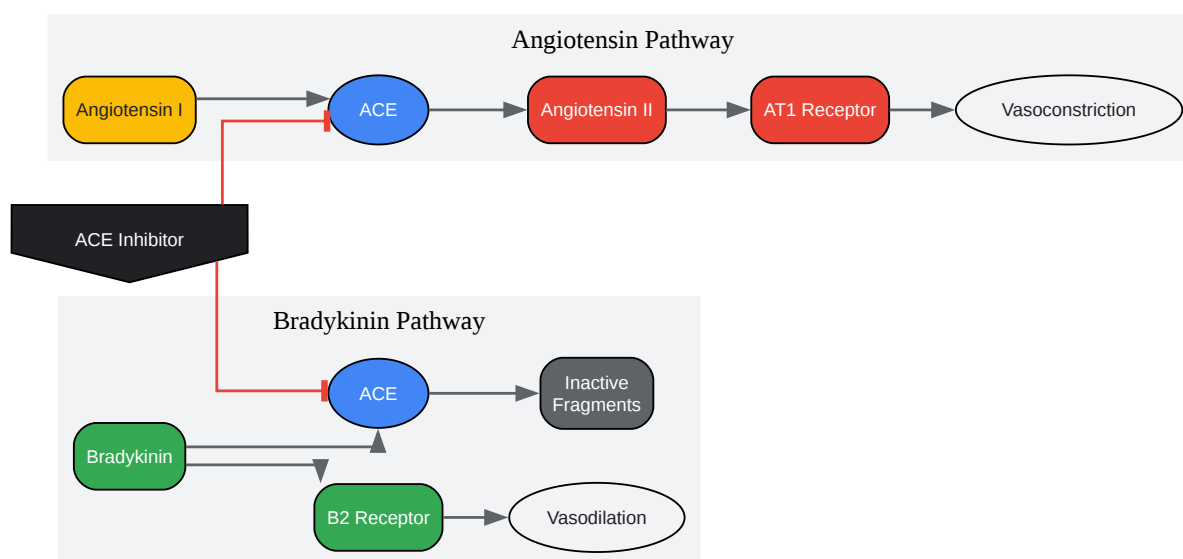 Angiotensin Pathway
Angiotensin I
ACE
Angiotensin II
AT1 Receptor
Vasoconstriction
ACE Inhibitor
Bradykinin Pathway
ACE
Inactive
Fragments
Bradykinin
B2 Receptor
Vasodilation